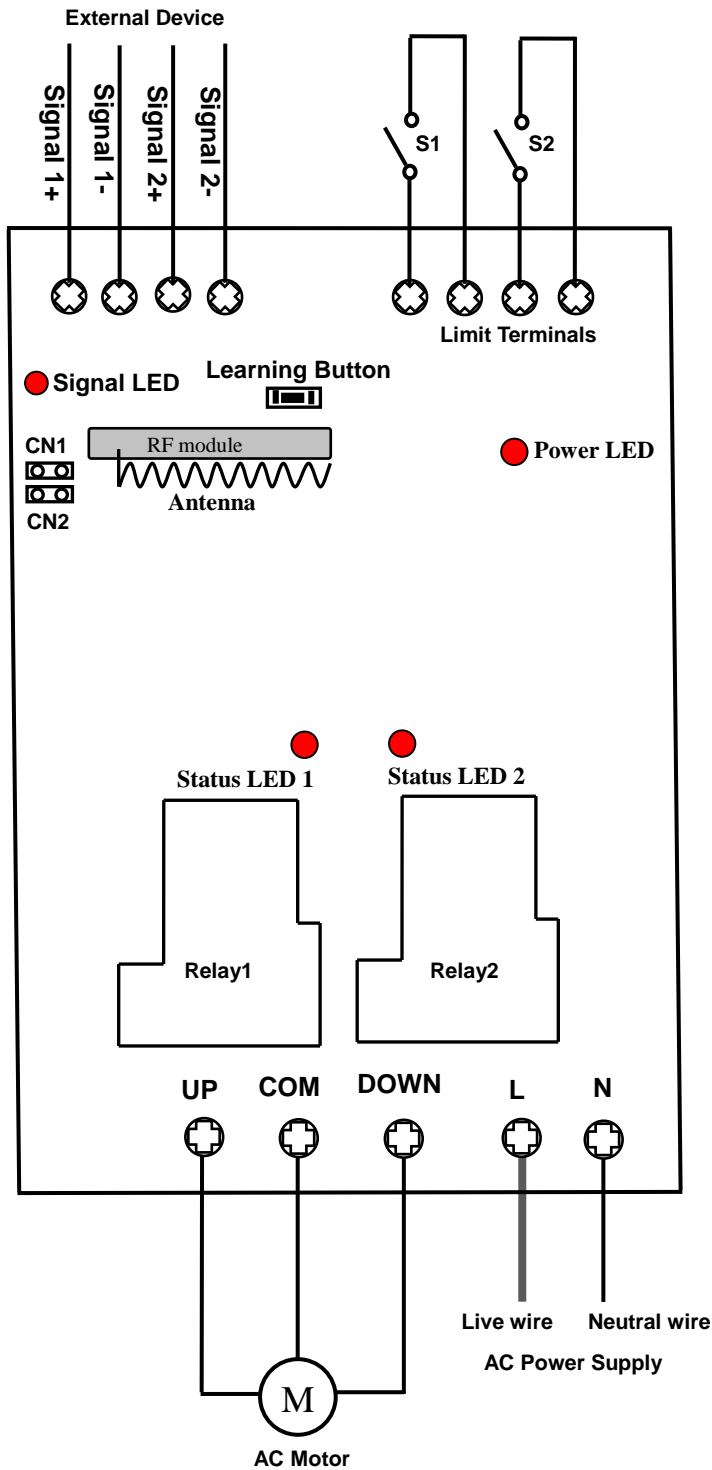 External Device
Signal 1+
Signal 1-
Signal 2+
Signal 2-
S1
S2
Limit Terminals
Signal LED
Learning Button
CN1
RF module
Power LED
Antenna
CN2
Status LED 1
Status LED 2
Relay1
Relay2
UP
COM
DOWN
L
N
Live wire
Neutral wire
AC Power Supply
M
AC Motor